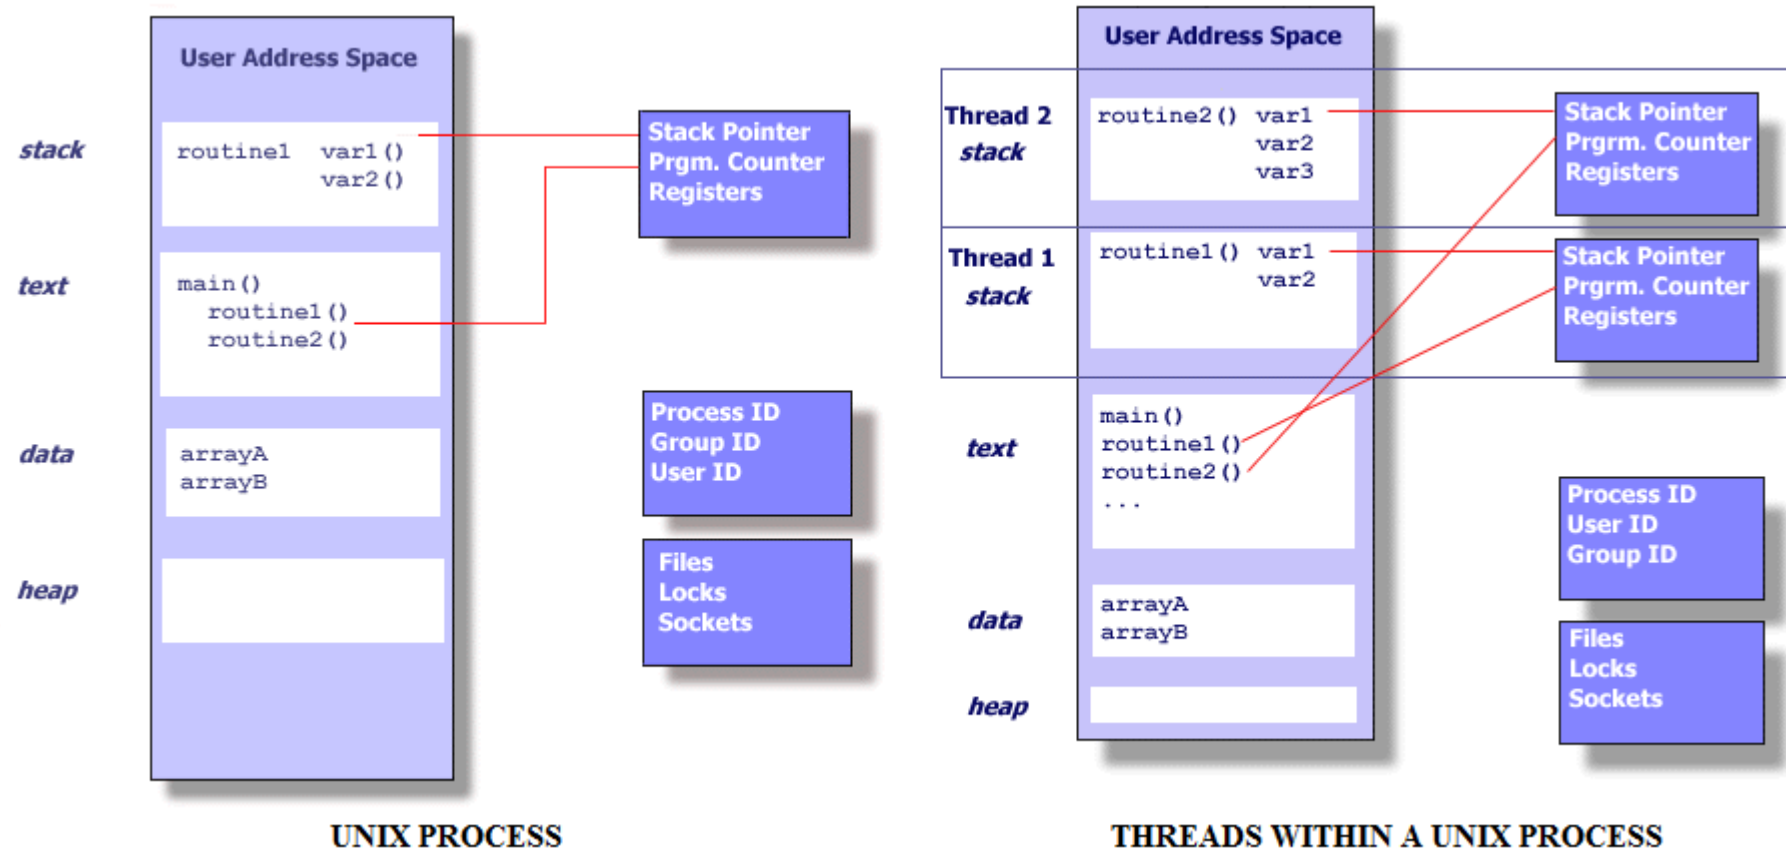 User Address Space
stack
routine1 var1()
var2()
text
main()
routine1()
routine2()
data
arrayA
arrayB
heap
Stack Pointer
Prgm. Counter
Registers
Process ID
Group ID
User ID
Files
Locks
Sockets
UNIX PROCESS
User Address Space
Thread 2
stack
routine2() var1
var2
var3
Stack Pointer
Prgrm. Counter
Registers
Thread 1
stack
routine1() var1
var2
Stack Pointer
Prgrm. Counter
Registers
text
main()
routine1()
routine2()
...
data
arrayA
arrayB
heap
Process ID
User ID
Group ID
Files
Locks
Sockets
THREADS WITHIN A UNIX PROCESS